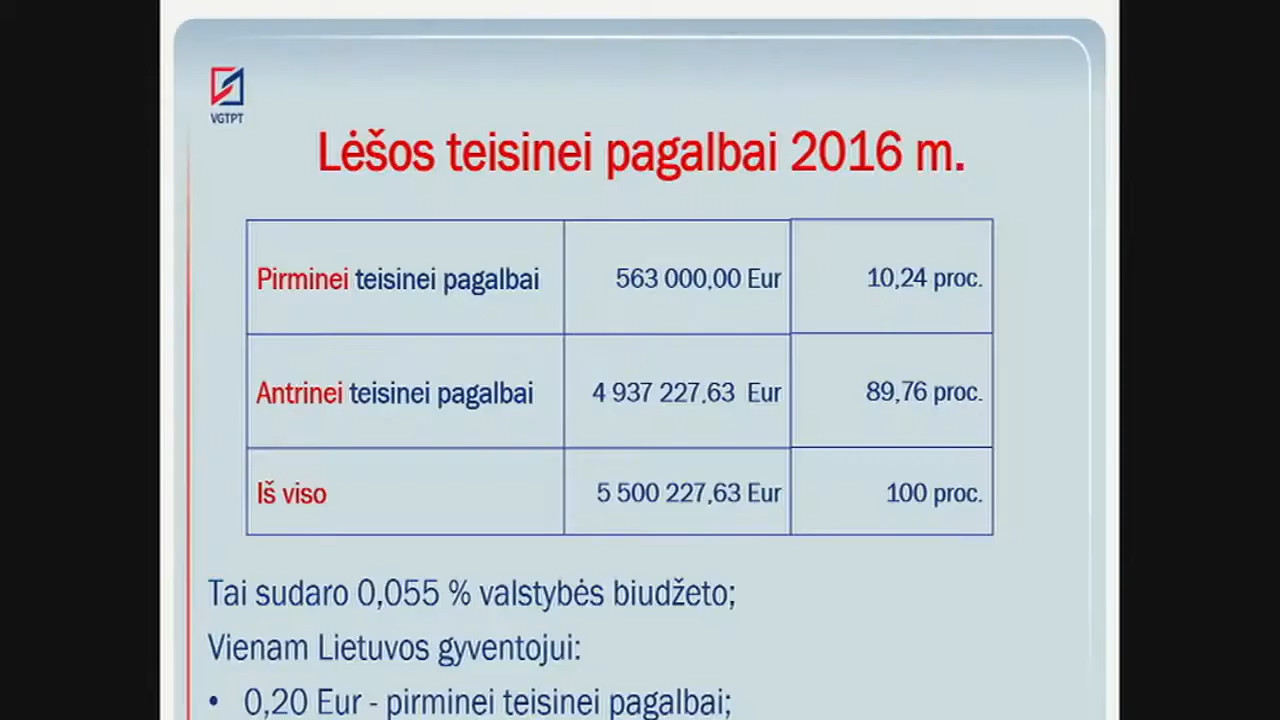 VGTPT
Lėšos teisinei pagalbai 2016 m.
Pirminei teisinei pagalbai 563 000,00 Eur 10,24 proc.
Antrinei teisinei pagalbai 4 937 227,63 Eur 89,76 proc.
Iš viso 5 500 227,63 Eur 100 proc.
Tai sudaro 0,055 % valstybės biudžeto;
Vienam Lietuvos gyventojui:
• 0,20 Eur - pirminei teisinei pagalbai;